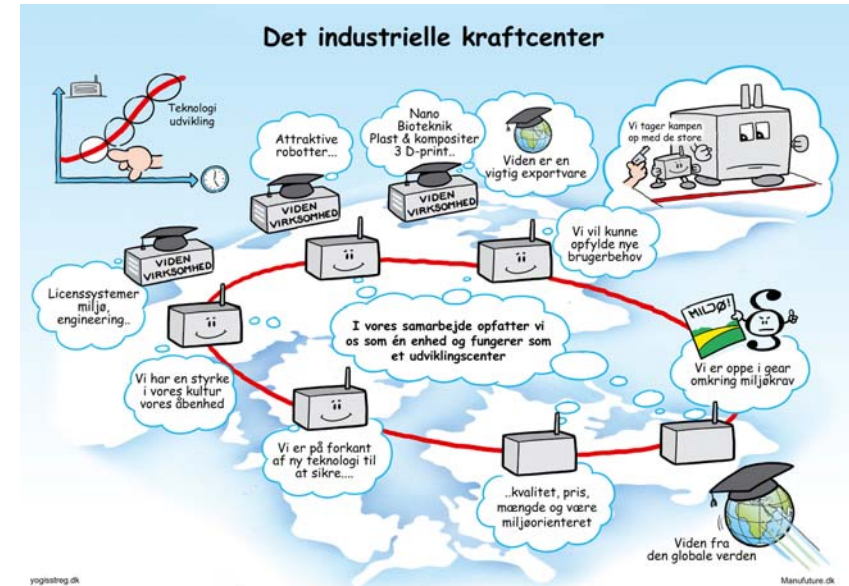 Det industrielle kraftcenter
Teknologi
udvikling
Attraktive
robotter...
Nano
Bioteknik
Plast & kompositer
3 D-print..
Viden er en
vigtig exportvare
Vi tager kampen
op med de store
VIDEN
VIRKSOMHED
VIDEN
VIRKSOMHED
VIDEN
VIRKSOMHED
Vi vil kunne
opfylde nye
brugerbehov
Licenssystemer
miljø,
engineering..
I vores samarbejde opfatter vi
os som én enhed og fungerer som
et udviklingscenter
MILJØ!
§
Vi er oppe i gear
omkring miljøkrav
Vi har en styrke
i vores kultur
vores åbenhed
Vi er på forkant
af ny teknologi til
at sikre....
..kvalitet, pris,
mængde og være
miljøorienteret
Viden fra
den globale verden
yogisstreg.dk
Manufuture.dk